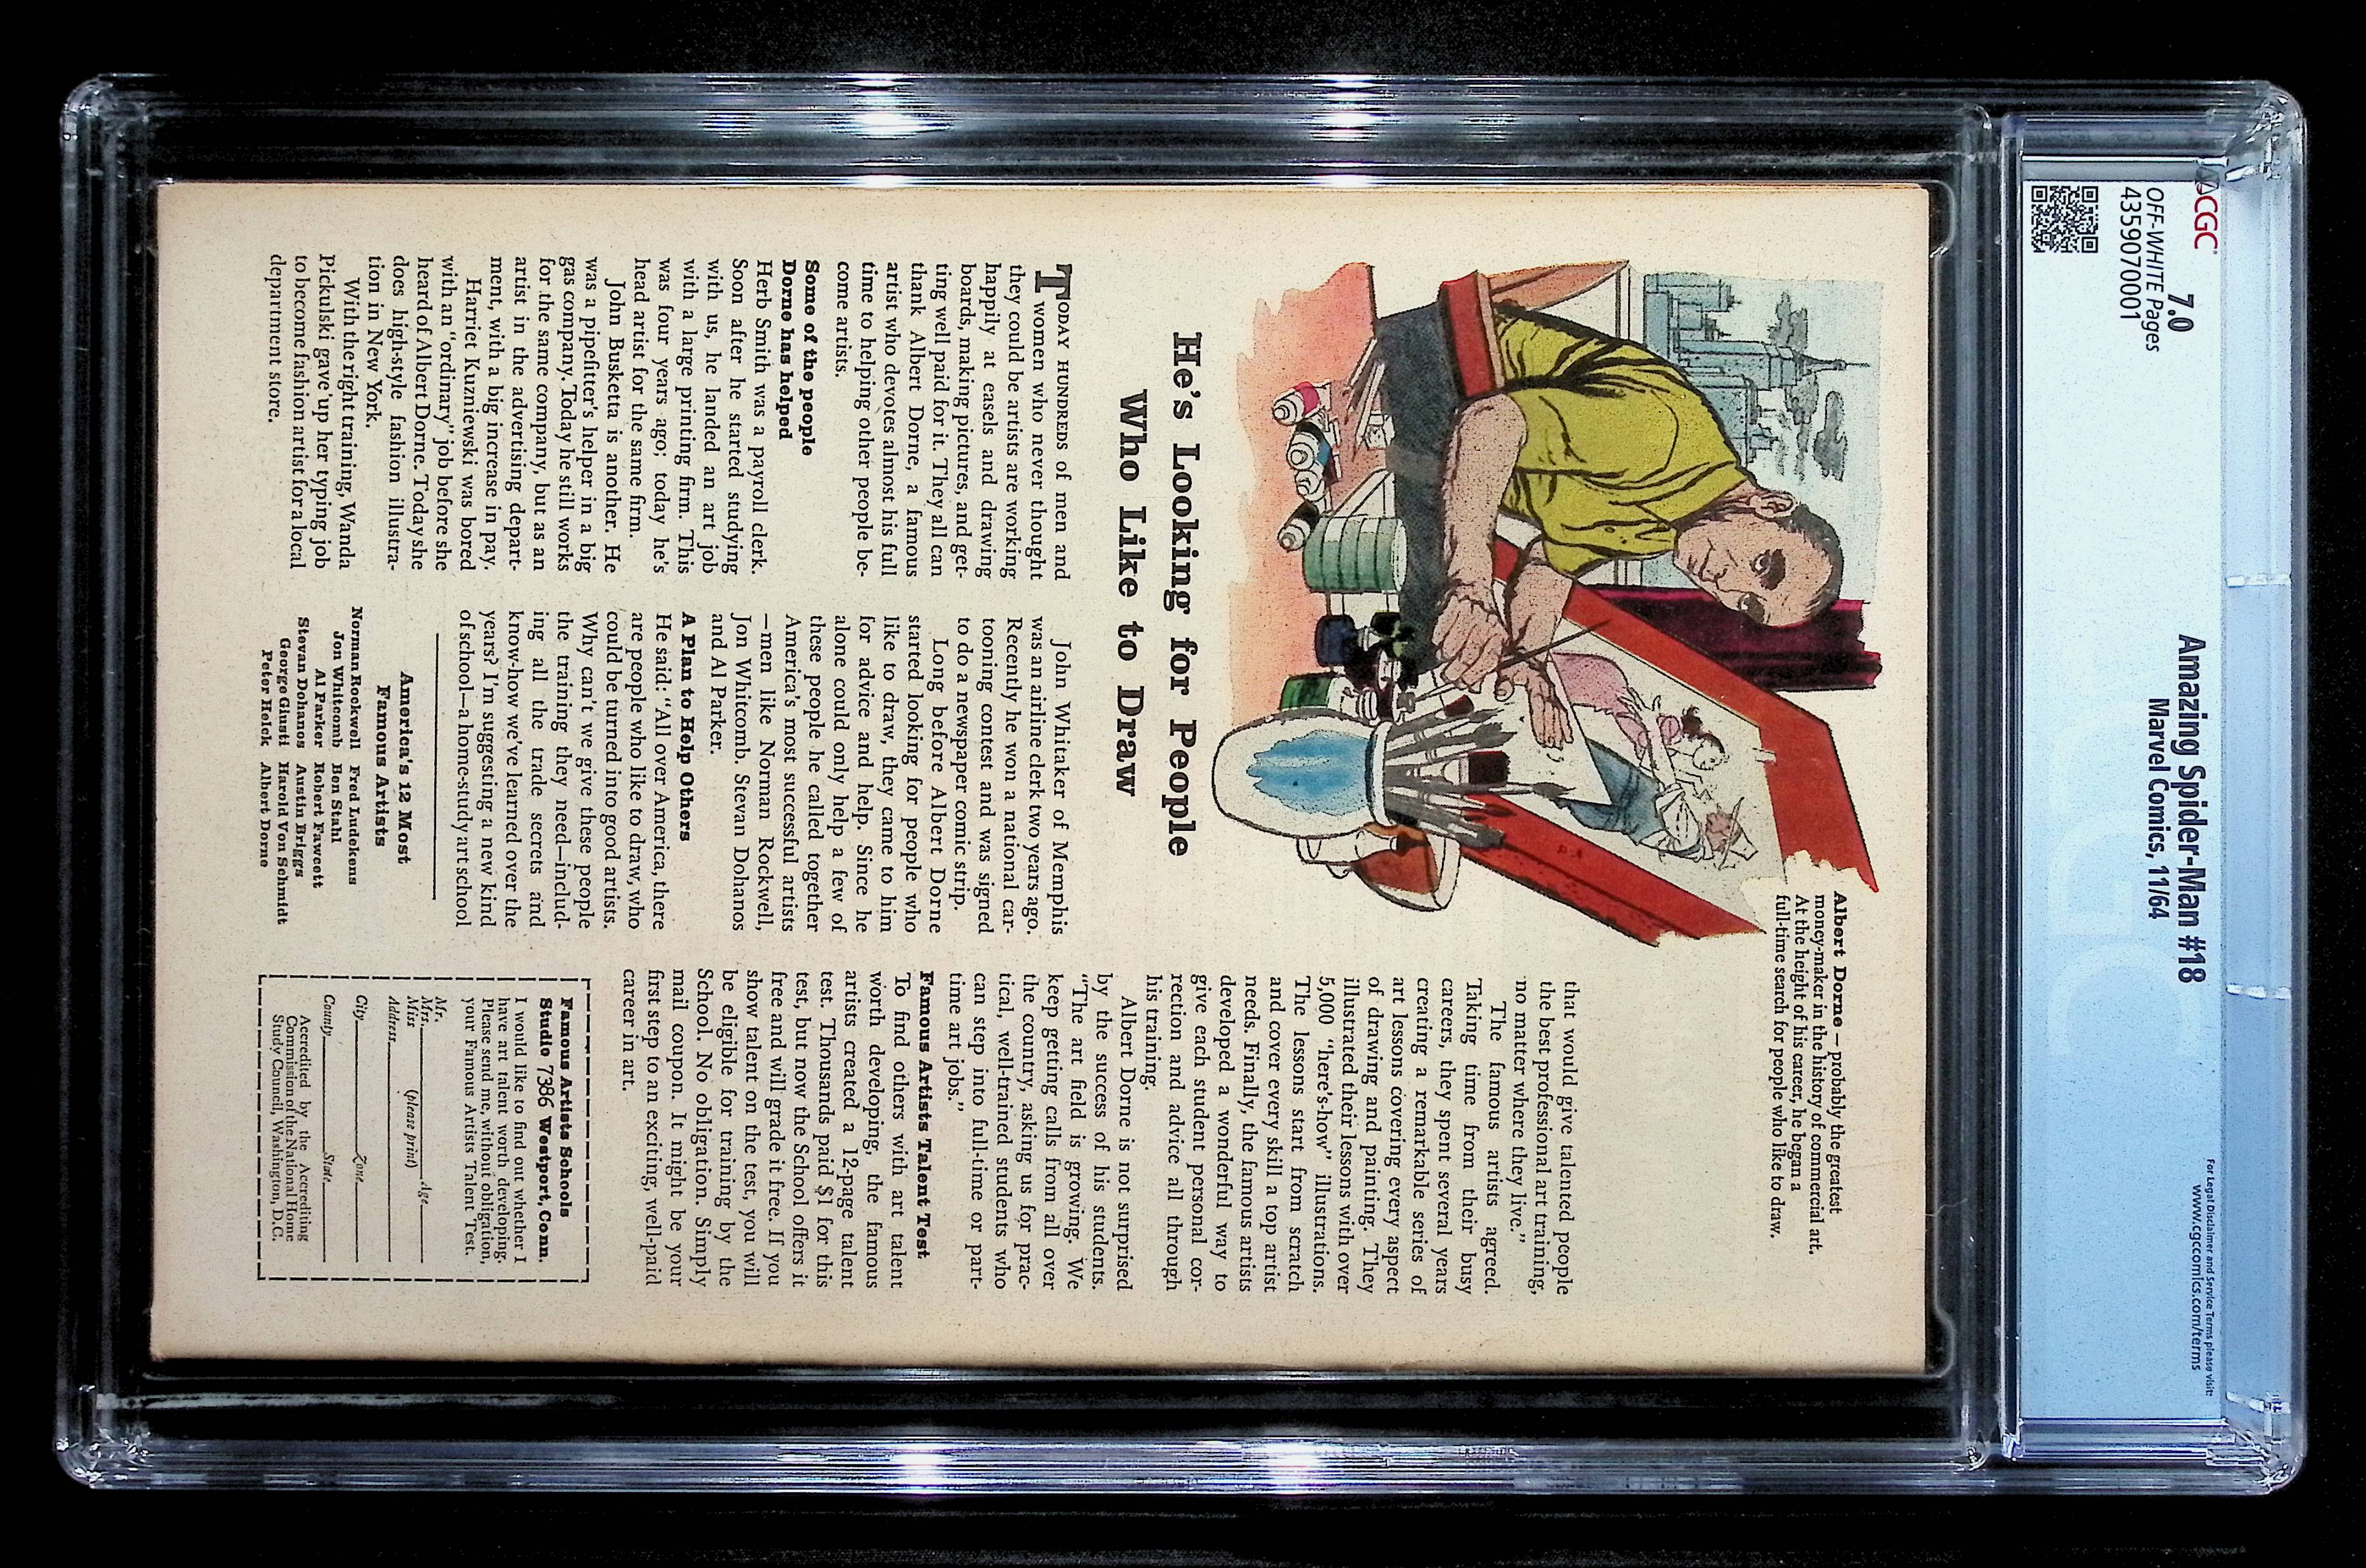 CGC
7.0
OFF-WHITE Pages
4359070001
Amazing Spider-Man #18
Marvel Comics, 11/64
For Legal Disclaimer and Service Terms please visit:
www.cgccomics.com/terms
Albert Dorne — probably the greatest
money-maker in the history of commercial art.
At the height of his career, he began a
full-time search for people who like to draw.
He's Looking for People
Who Like to Draw
TODAY HUNDREDS of men and
women who never thought
they could be artists are working
happily at easels and drawing
boards, making pictures, and get-
ting well paid for it. They all can
thank Albert Dorne, a famous
artist who devotes almost his full
time to helping other people be-
come artists.
Some of the people
Dorne has helped
Herb Smith was a payroll clerk.
Soon after he started studying
with us, he landed an art job
with a large printing firm. This
was four years ago; today he's
head artist for the same firm.
John Busketta is another. He
was a pipefitter's helper in a big
gas company. Today he still works
for the same company, but as an
artist in the advertising depart-
ment, with a big increase in pay.
Harriet Kuzniewski was bored
with an "ordinary" job before she
heard of Albert Dorne. Today she
does high-style fashion illustra-
tion in New York.
With the right training, Wanda
Pickulski gave up her typing job
to become fashion artist for a local
department store.
John Whitaker of Memphis
was an airline clerk two years ago.
Recently he won a national car-
tooning contest and was signed
to do a newspaper comic strip.
Long before Albert Dorne
started looking for people who
like to draw, they came to him
for advice and help. Since he
alone could only help a few of
these people he called together
America's most successful artists
—men like Norman Rockwell,
Jon Whitcomb, Stevan Dohanos
and Al Parker.
A Plan to Help Others
He said: "All over America, there
are people who like to draw, who
could be turned into good artists.
Why can't we give these people
the training they need—includ-
ing all the trade secrets and
know-how we've learned over the
years? I'm suggesting a new kind
of school—a home-study art school
America's 12 Most
Famous Artists
Norman Rockwell Fred Ludekens
Jon Whitcomb Ben Stahl
Al Parker Robert Fawcett
Stevan Dohanos Austin Briggs
George Giusti Harold Von Schmidt
Peter Helck Albert Dorne
that would give talented people
the best professional art training,
no matter where they live."
The famous artists agreed.
Taking time from their busy
careers, they spent several years
creating a remarkable series of
art lessons covering every aspect
of drawing and painting. They
illustrated their lessons with over
5,000 "here's-how" illustrations.
The lessons start from scratch
and cover every skill a top artist
needs. Finally, the famous artists
developed a wonderful way to
give each student personal cor-
rection and advice all through
his training.
Albert Dorne is not surprised
by the success of his students.
"The art field is growing. We
keep getting calls from all over
the country, asking us for prac-
tical, well-trained students who
can step into full-time or part-
time art jobs."
Famous Artists Talent Test
To find others with art talent
worth developing, the famous
artists created a 12-page talent
test. Thousands paid $1 for this
test, but now the School offers it
free and will grade it free. If you
show talent on the test, you will
be eligible for training by the
School. No obligation. Simply
mail coupon. It might be your
first step to an exciting, well-paid
career in art.
Famous Artists Schools
Studio 7386 Westport, Conn.
I would like to find out whether I
have art talent worth developing.
Please send me, without obligation,
your Famous Artists Talent Test.
Mr.
Mrs. Age
Miss (please print)
Address
City Zone
County State
Accredited by the Accrediting
Commission of the National Home
Study Council, Washington, D.C.